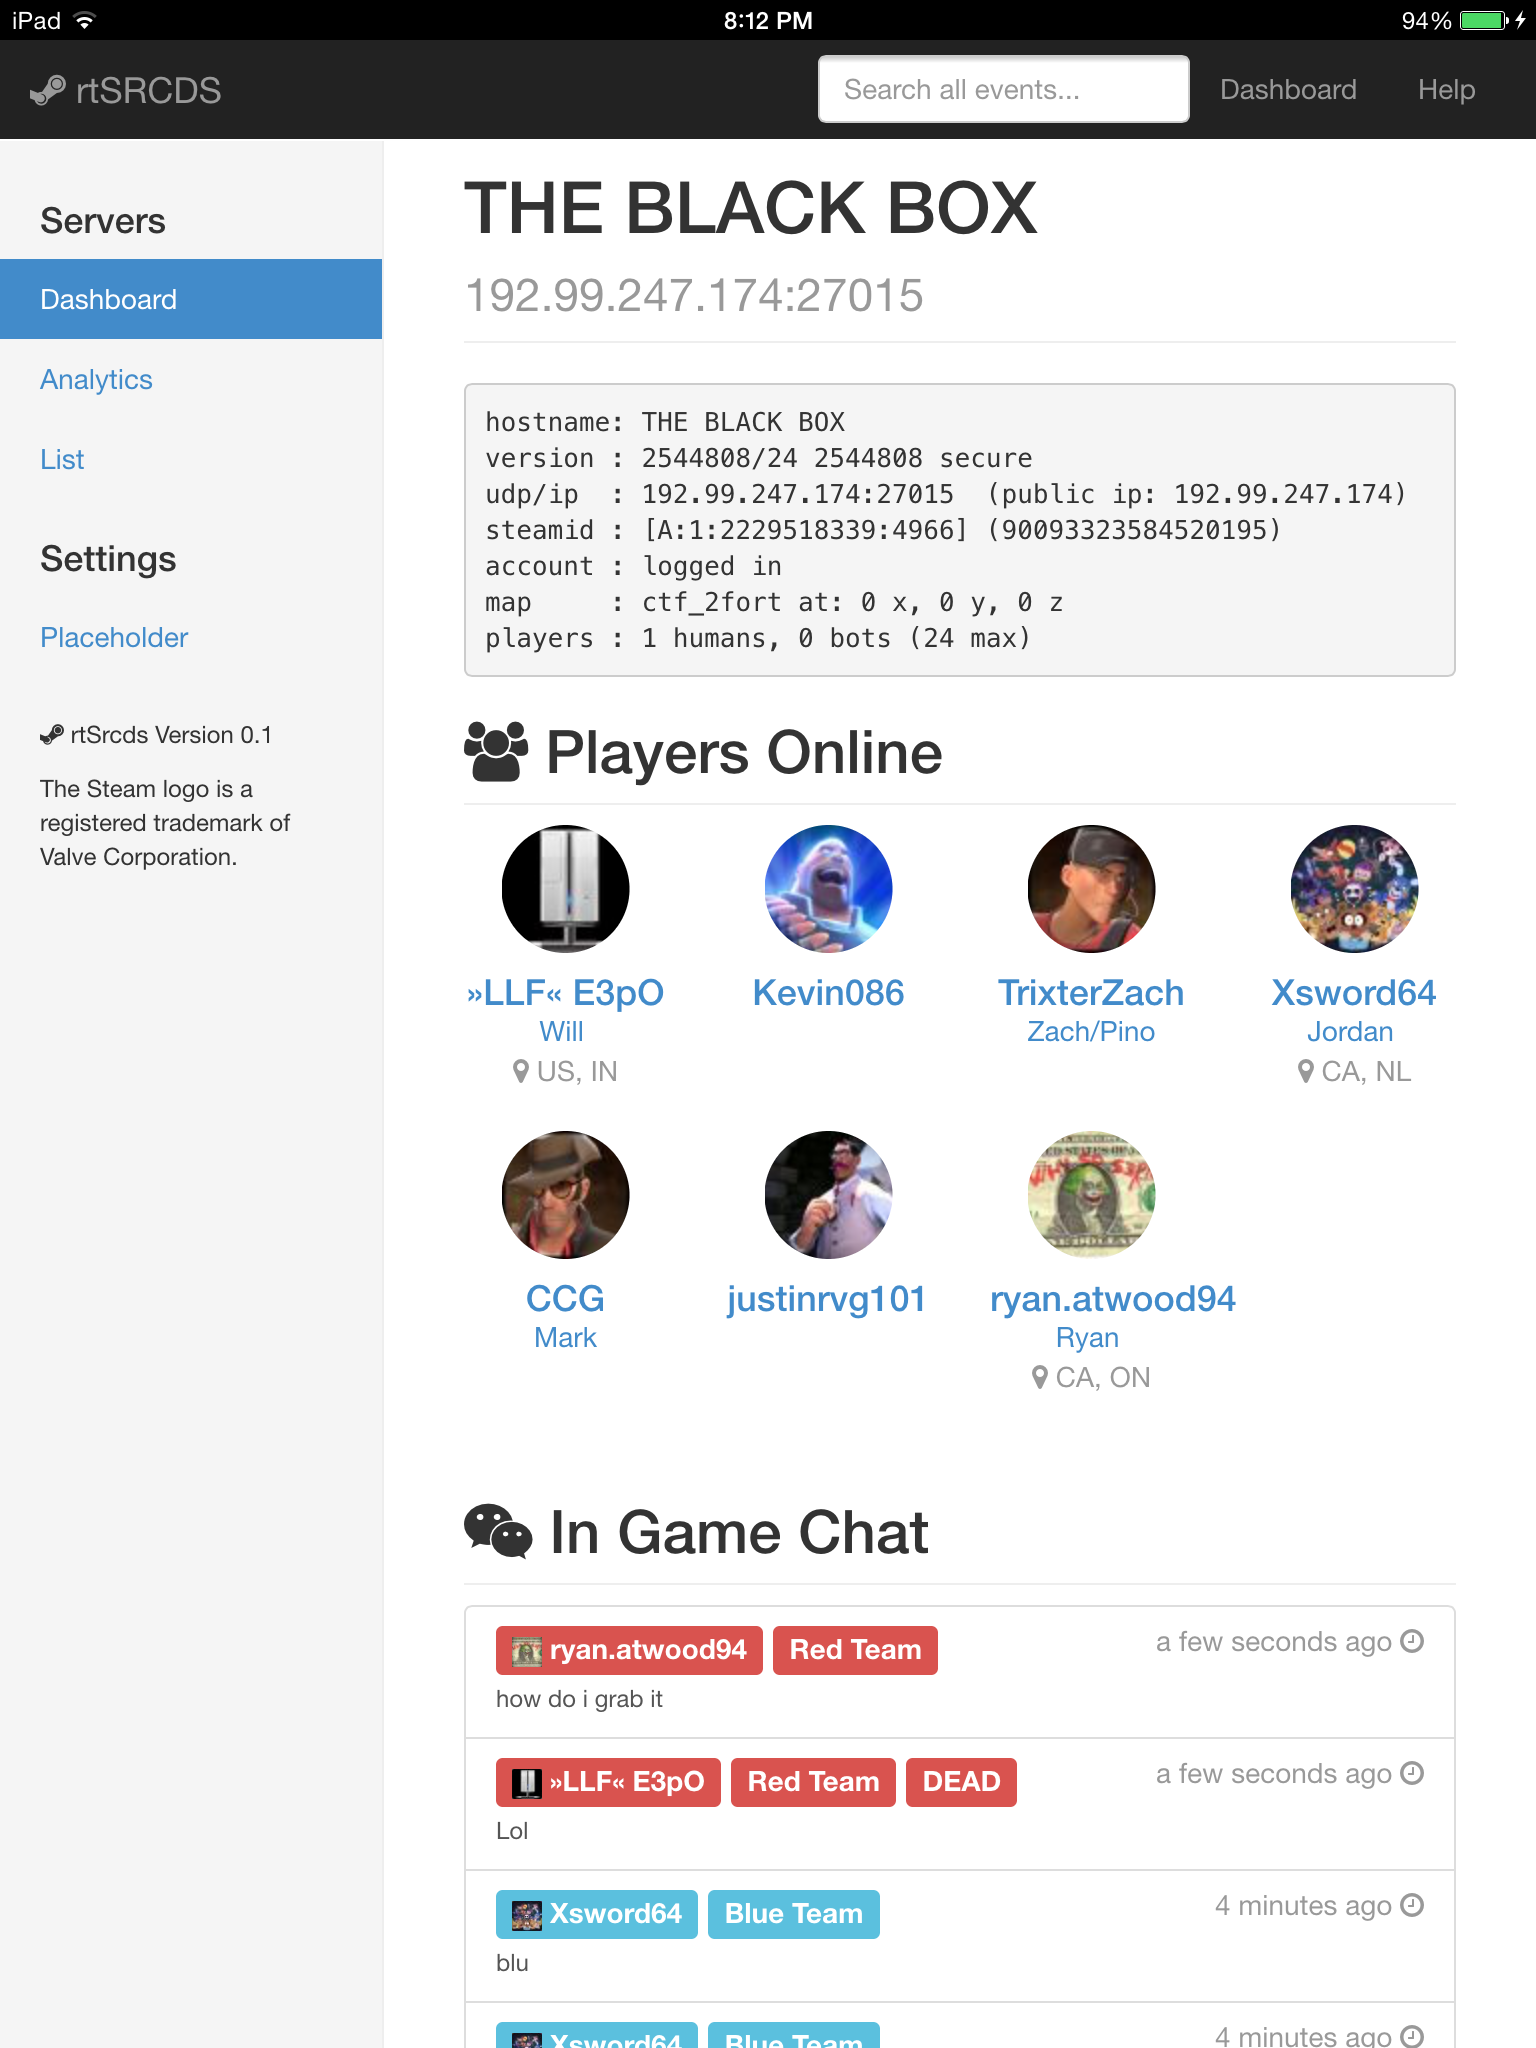 iPad 8:12 PM 94%
rtSRCDS Search all events... Dashboard Help
Servers
Dashboard
Analytics
List
Settings
Placeholder
rtSrcds Version 0.1
The Steam logo is a
registered trademark of
Valve Corporation.
THE BLACK BOX
192.99.247.174:27015
hostname: THE BLACK BOX
version : 2544808/24 2544808 secure
udp/ip  : 192.99.247.174:27015  (public ip: 192.99.247.174)
steamid : [A:1:2229518339:4966] (90093323584520195)
account : logged in
map     : ctf_2fort at: 0 x, 0 y, 0 z
players : 1 humans, 0 bots (24 max)
Players Online
»LLF« E3pO Kevin086 TrixterZach Xsword64
Will Zach/Pino Jordan
US, IN CA, NL
CCG justinrvg101 ryan.atwood94
Mark Ryan
CA, ON
In Game Chat
ryan.atwood94 Red Team a few seconds ago
how do i grab it
»LLF« E3pO Red Team DEAD a few seconds ago
Lol
Xsword64 Blue Team 4 minutes ago
blu
Xsword64 Blue Team 4 minutes ago